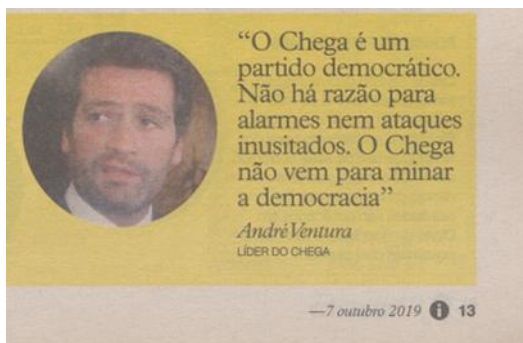 “O Chega é um
partido democrático.
Não há razão para
alarmes nem ataques
inusitados. O Chega
não vem para minar
a democracia”
André Ventura
LÍDER DO CHEGA
—7 outubro 2019 i 13